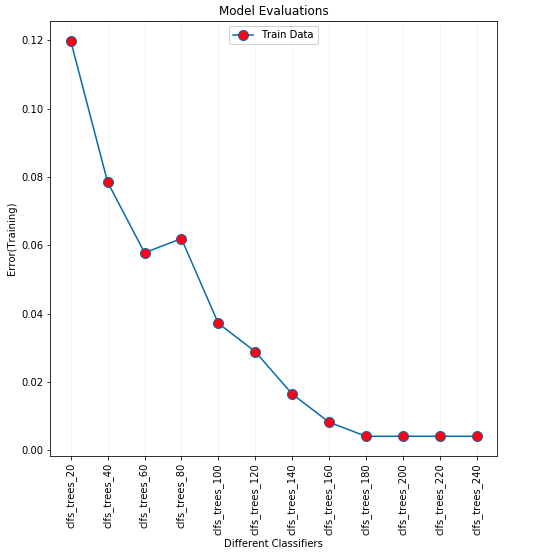 Model Evaluations
Train Data
Error(Training)
0.12
0.10
0.08
0.06
0.04
0.02
0.00
clfs_trees_20
clfs_trees_40
clfs_trees_60
clfs_trees_80
clfs_trees_100
clfs_trees_120
clfs_trees_140
clfs_trees_160
clfs_trees_180
clfs_trees_200
clfs_trees_220
clfs_trees_240
Different Classifiers